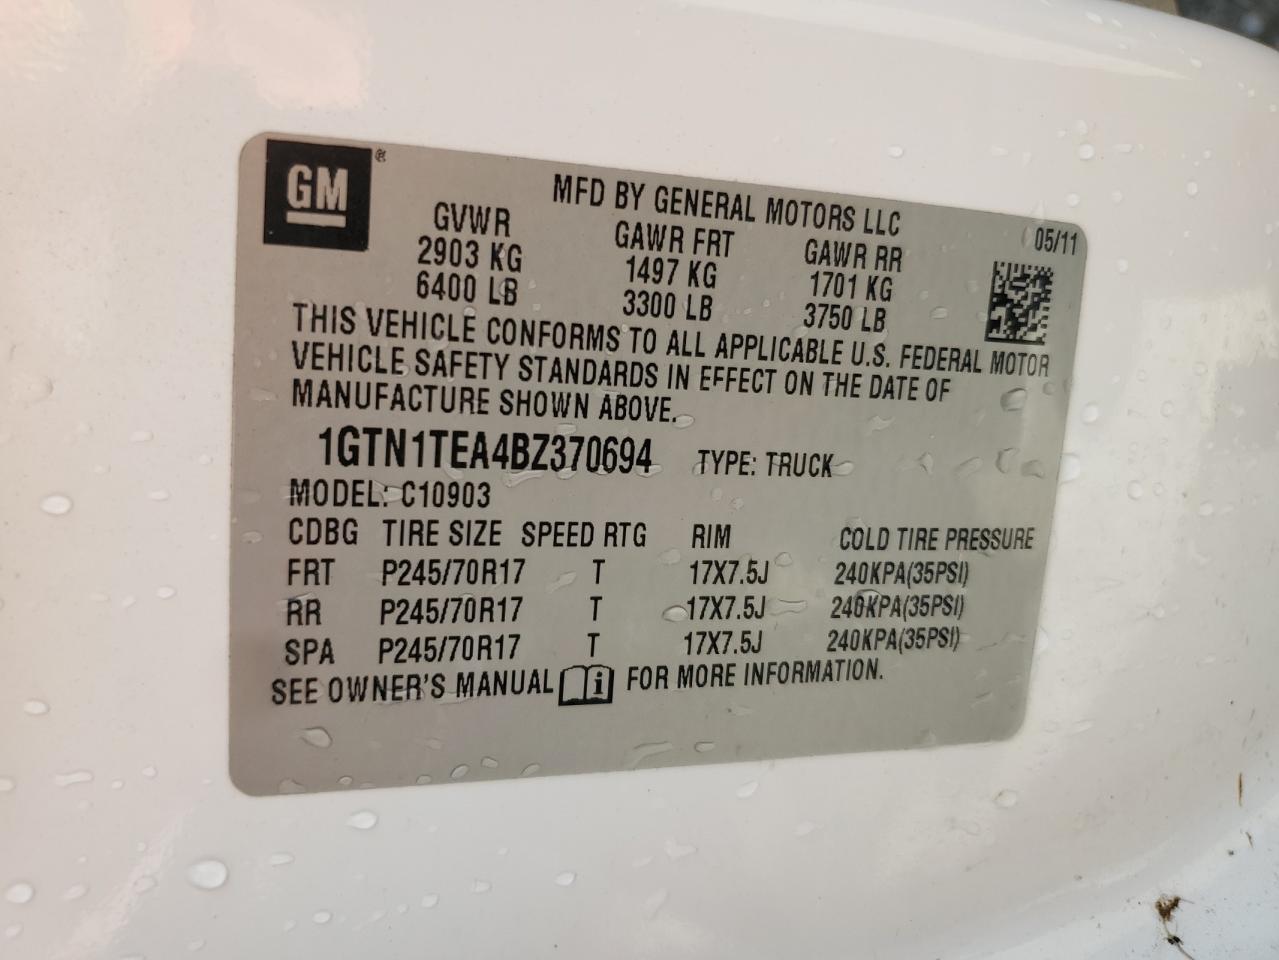 GM ®
MFD BY GENERAL MOTORS LLC
05/11
GVWR GAWR FRT GAWR RR
2903 KG 1497 KG 1701 KG
6400 LB 3300 LB 3750 LB
THIS VEHICLE CONFORMS TO ALL APPLICABLE U.S. FEDERAL MOTOR
VEHICLE SAFETY STANDARDS IN EFFECT ON THE DATE OF
MANUFACTURE SHOWN ABOVE.
1GTN1TEA4BZ370694 TYPE: TRUCK
MODEL: C10903
CDBG TIRE SIZE SPEED RTG RIM COLD TIRE PRESSURE
FRT P245/70R17 T 17X7.5J 240KPA(35PSI)
RR P245/70R17 T 17X7.5J 240KPA(35PSI)
SPA P245/70R17 T 17X7.5J 240KPA(35PSI)
SEE OWNER'S MANUAL i FOR MORE INFORMATION.